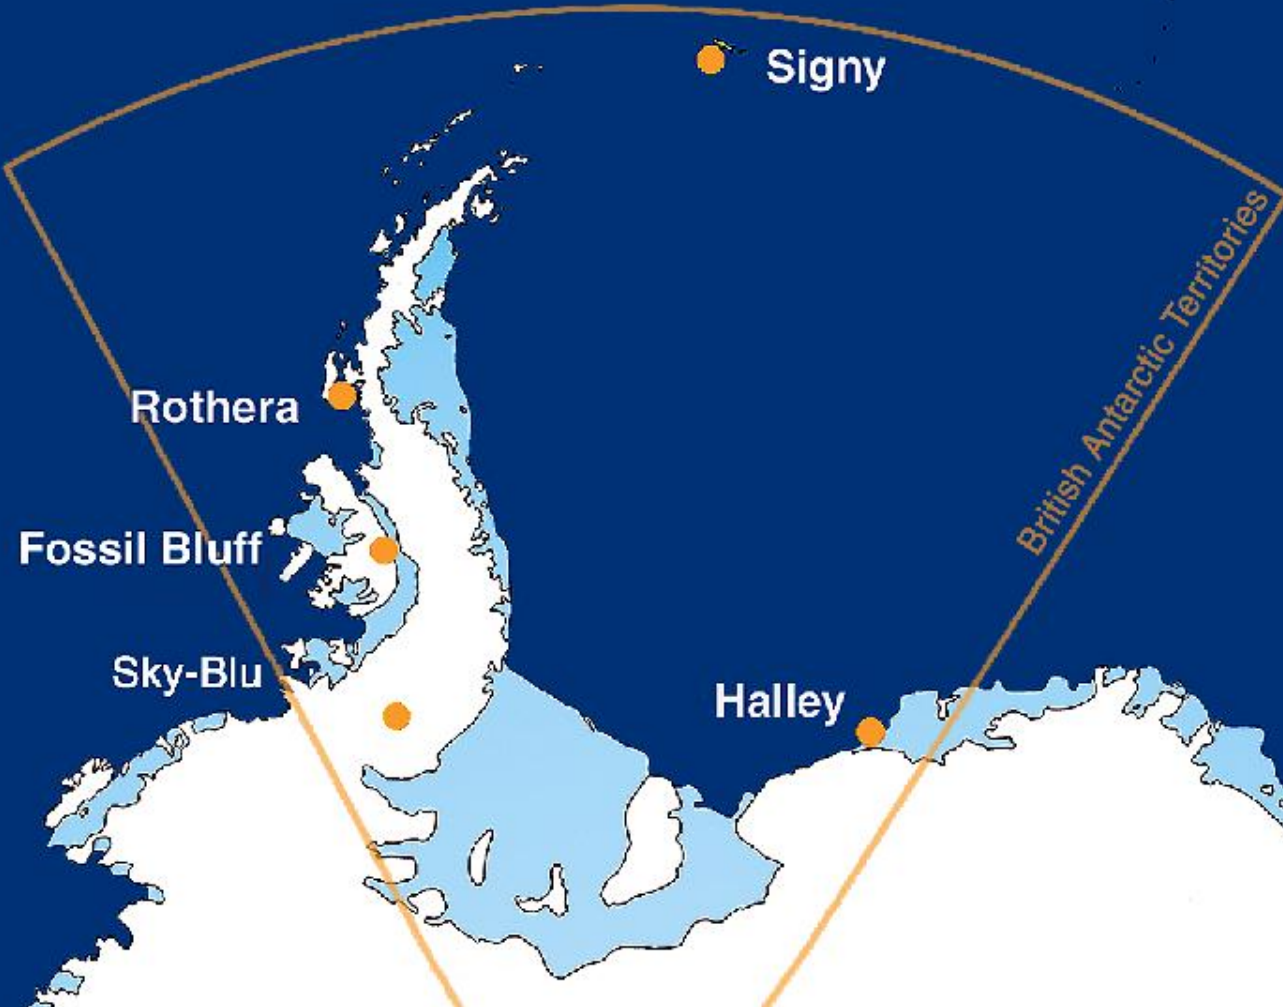 Signy
British Antarctic Territories
Rothera
Fossil Bluff
Sky-Blu
Halley